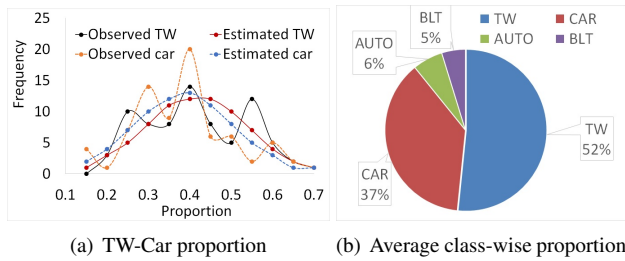 Observed TW
Estimated TW
Observed car
Estimated car
Frequency
25
20
15
10
5
0
0.1 0.2 0.3 0.4 0.5 0.6 0.7
Proportion
(a) TW-Car proportion
TW
CAR
AUTO
BLT
BLT
5%
AUTO
6%
TW
52%
CAR
37%
(b) Average class-wise proportion